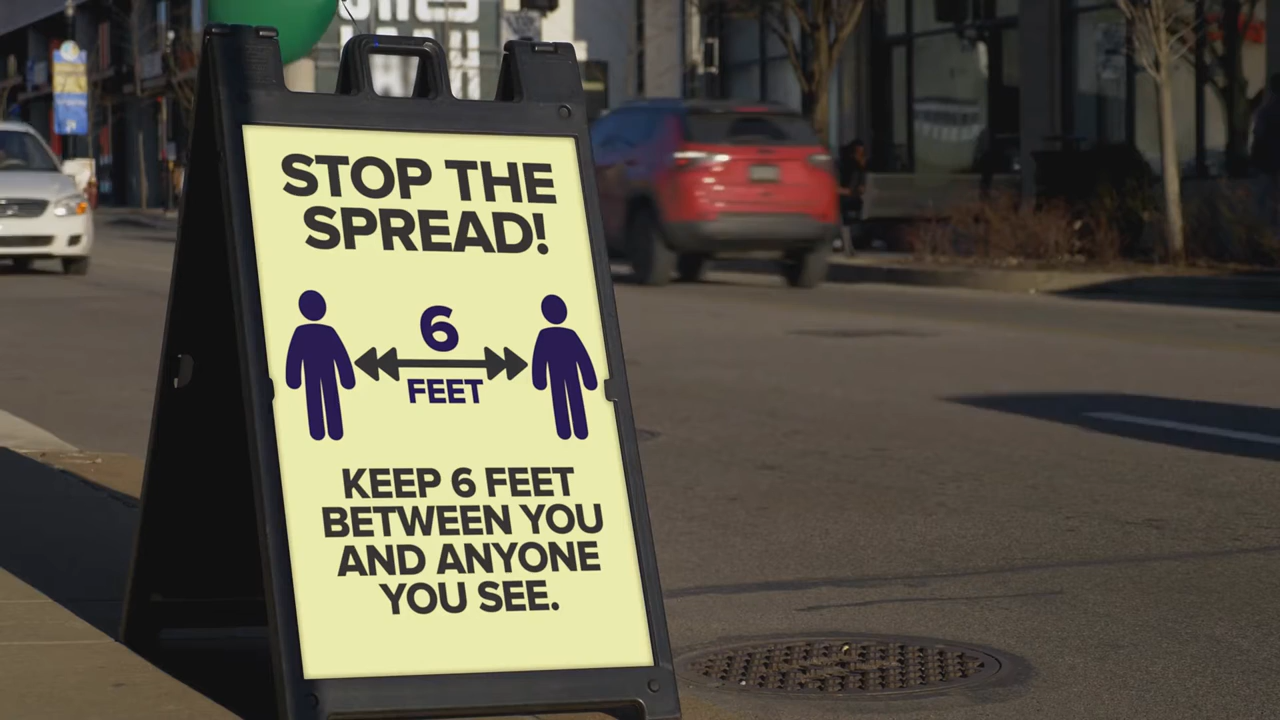 STOP THE
SPREAD!
6
FEET
KEEP 6 FEET
BETWEEN YOU
AND ANYONE
YOU SEE.